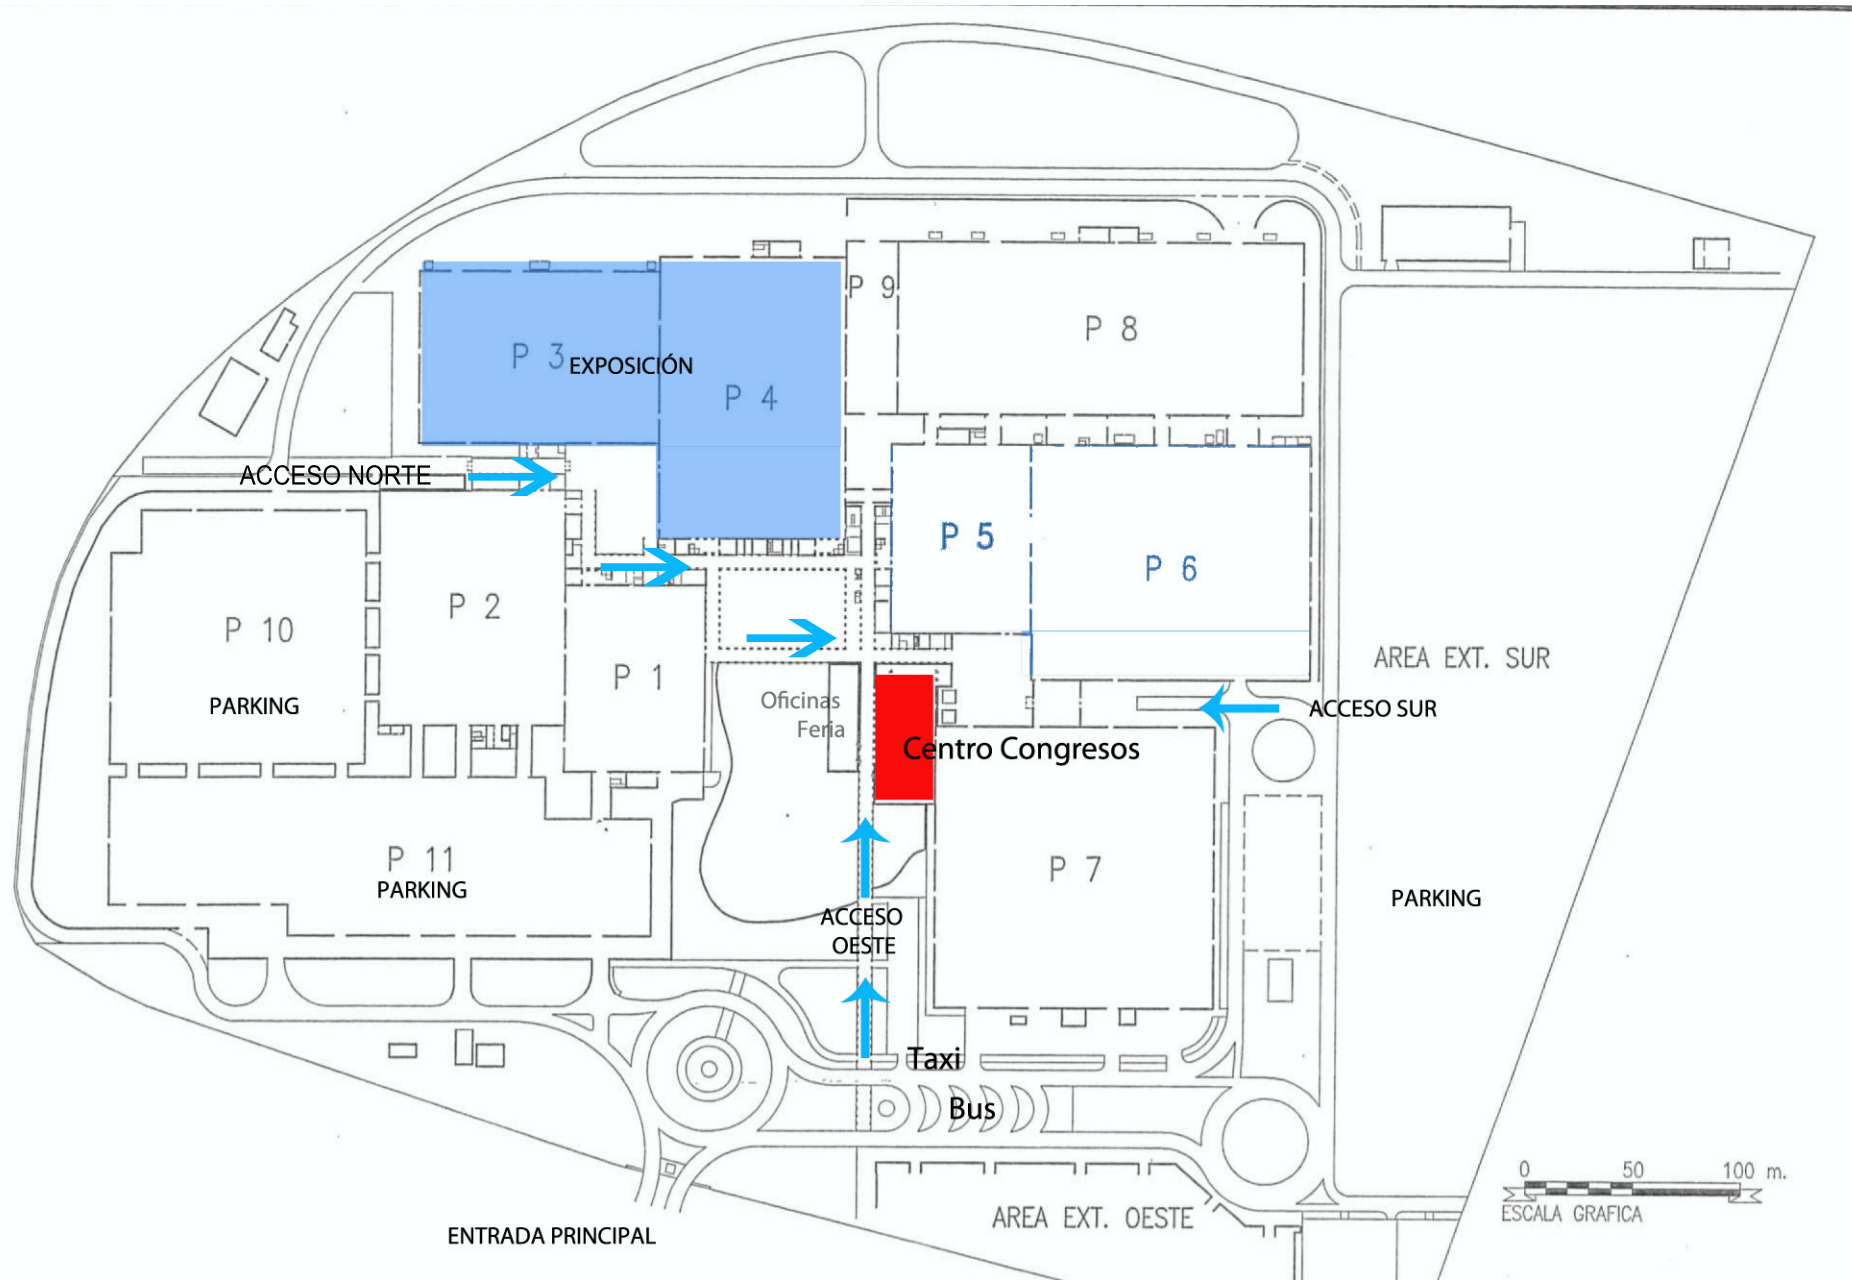 P 9
P 8
P 3
EXPOSICIÓN
P 4
ACCESO NORTE
P 5
P 6
P 10
P 2
PARKING
P 1
AREA EXT. SUR
Oficinas
Feria
ACCESO SUR
Centro Congresos
P 11
PARKING
P 7
PARKING
ACCESO
OESTE
Taxi
Bus
0 50 100 m.
ESCALA GRAFICA
AREA EXT. OESTE
ENTRADA PRINCIPAL